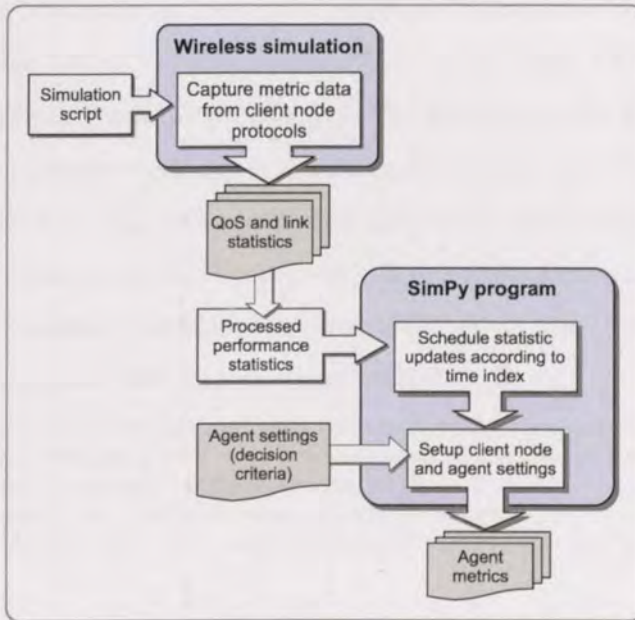 Wireless simulation
Simulation
script
Capture metric data
from client node
protocols
QoS and link
statistics
SimPy program
Processed
performance
statistics
Schedule statistic
updates according to
time index
Agent settings
(decision
criteria)
Setup client node
and agent settings
Agent
metrics